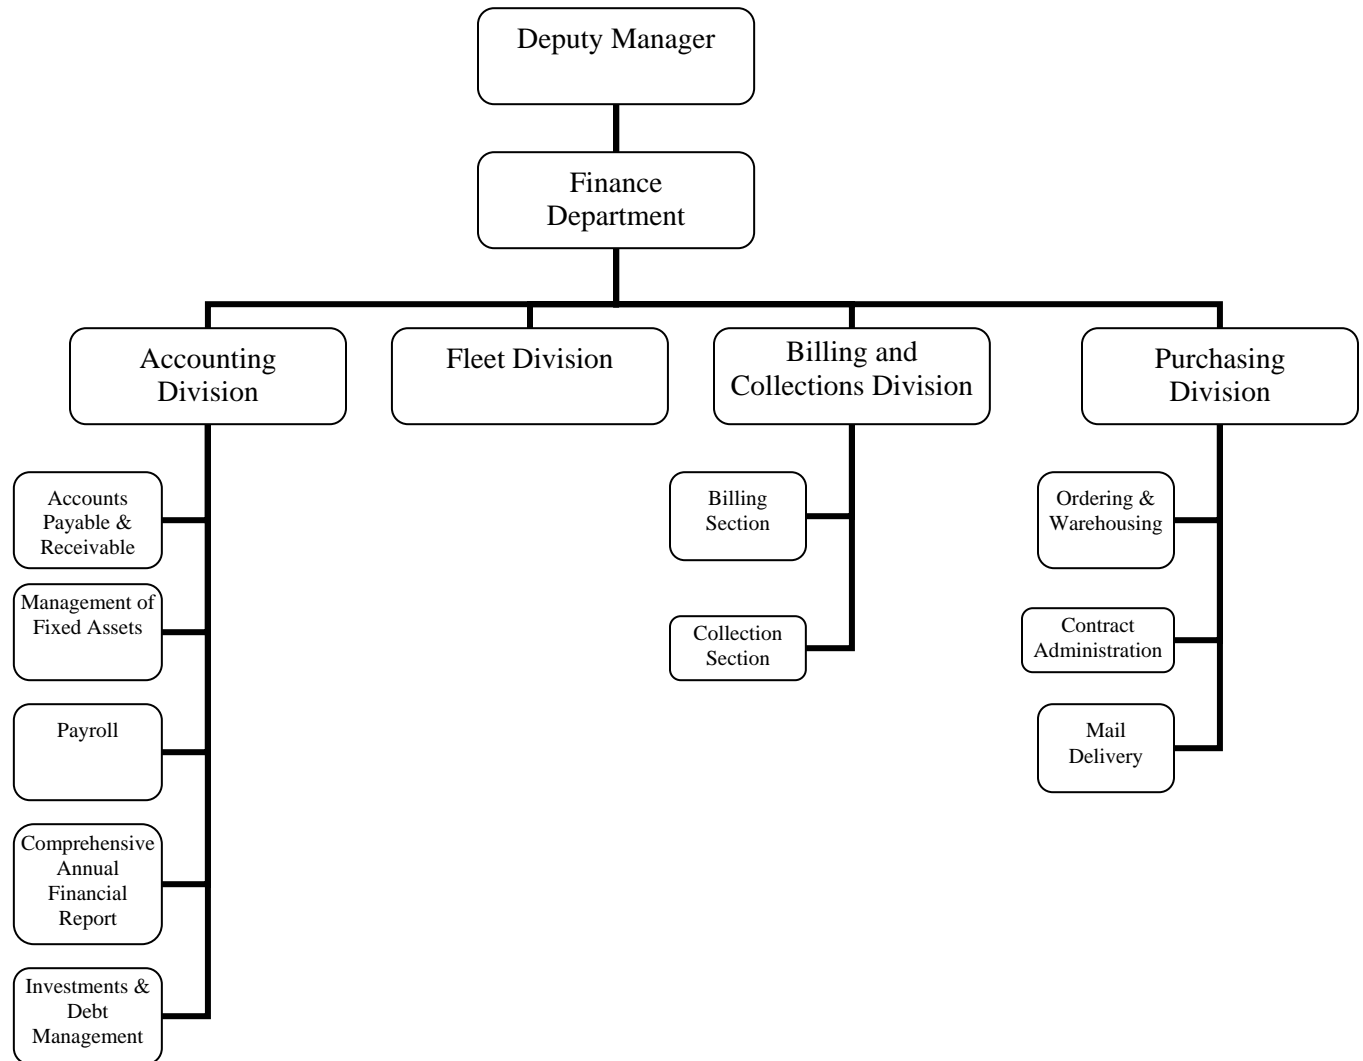 Deputy Manager
Finance
Department
Accounting
Division
Fleet Division
Billing and
Collections Division
Purchasing
Division
Accounts
Payable &
Receivable
Management of
Fixed Assets
Payroll
Comprehensive
Annual
Financial
Report
Investments &
Debt
Management
Billing
Section
Collection
Section
Ordering &
Warehousing
Contract
Administration
Mail
Delivery